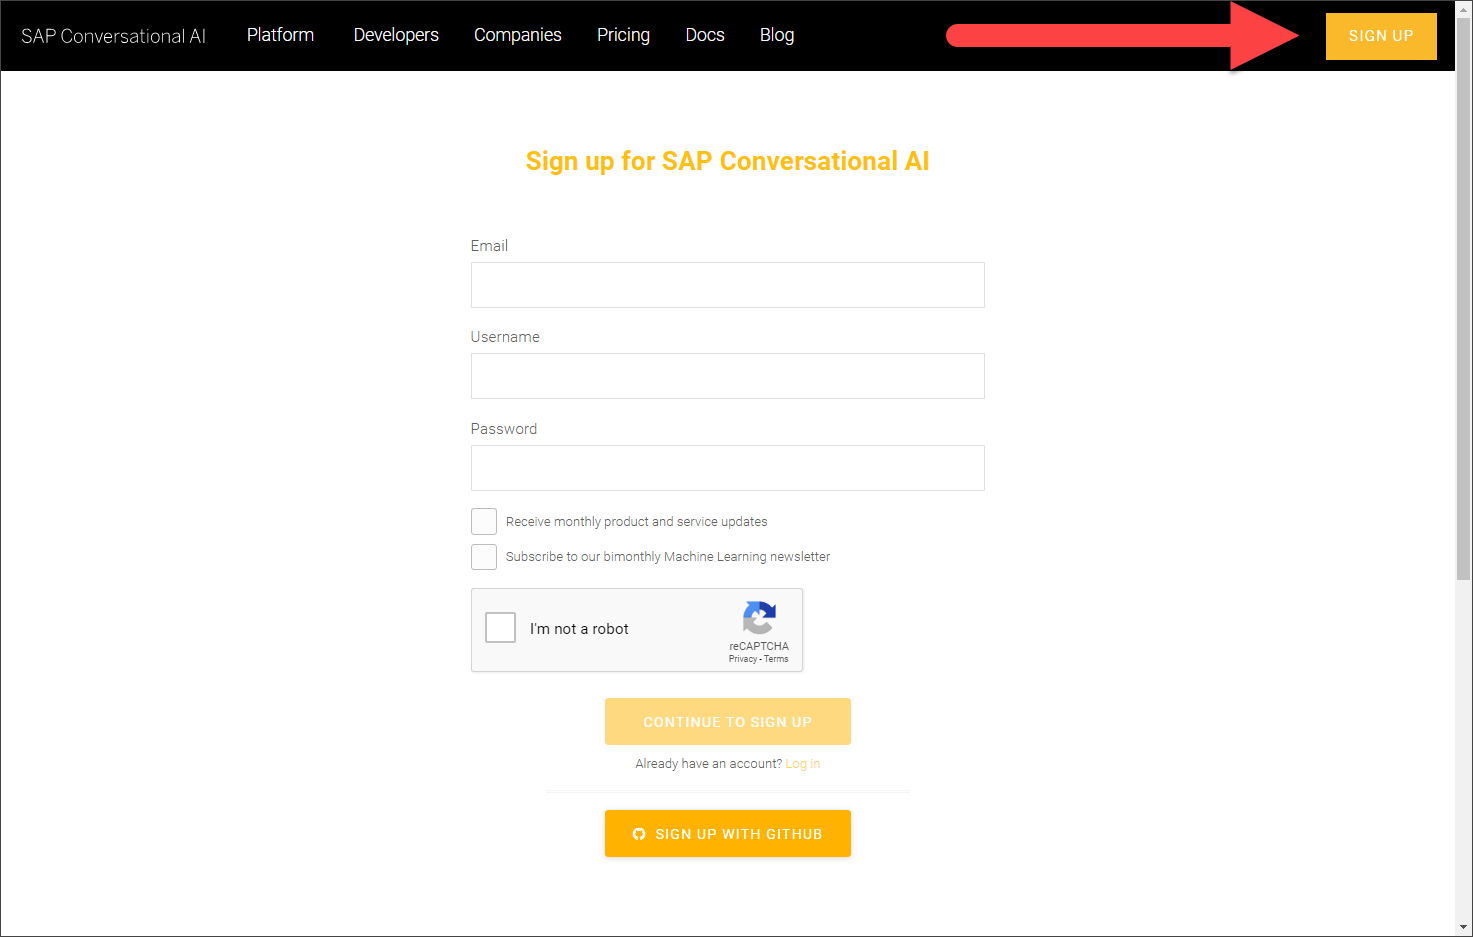 SAP Conversational AI Platform Developers Companies Pricing Docs Blog SIGN UP
Sign up for SAP Conversational AI
Email
Username
Password
Receive monthly product and service updates
Subscribe to our bimonthly Machine Learning newsletter
I'm not a robot
reCAPTCHA
Privacy - Terms
CONTINUE TO SIGN UP
Already have an account? Log in
SIGN UP WITH GITHUB